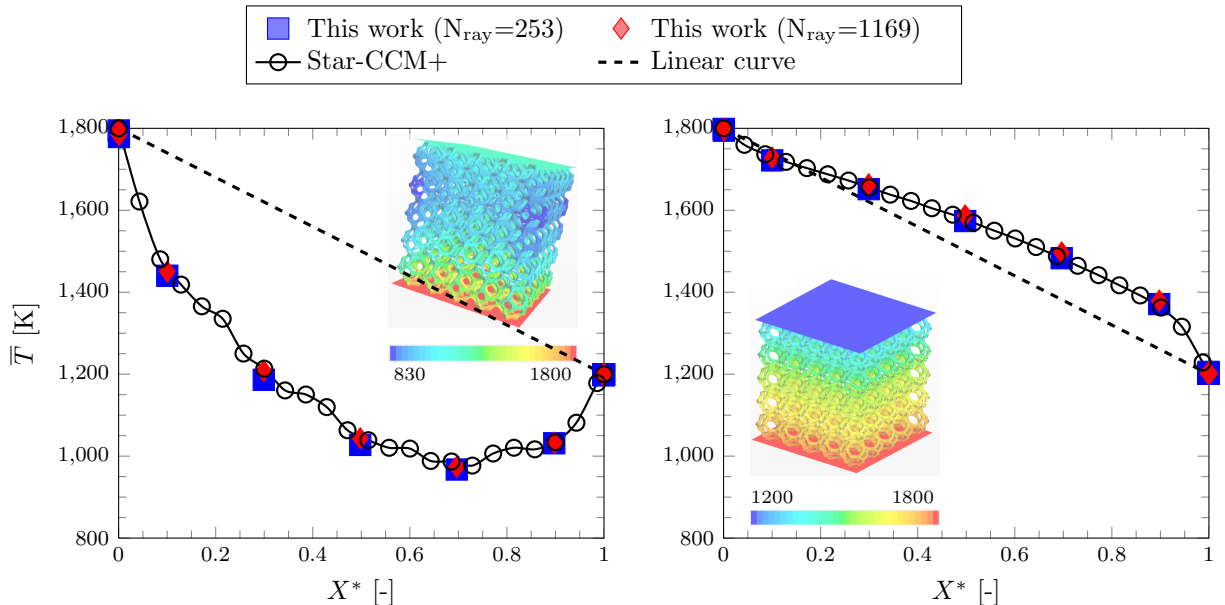 This work (N_ray=253) This work (N_ray=1169)
Star-CCM+ Linear curve
1,800
1,600
1,400
1,200
1,000
800
0 0.2 0.4 0.6 0.8 1
T̅ [K]
X* [-]
830 1800
1,800
1,600
1,400
1,200
1,000
800
0 0.2 0.4 0.6 0.8 1
X* [-]
1200 1800